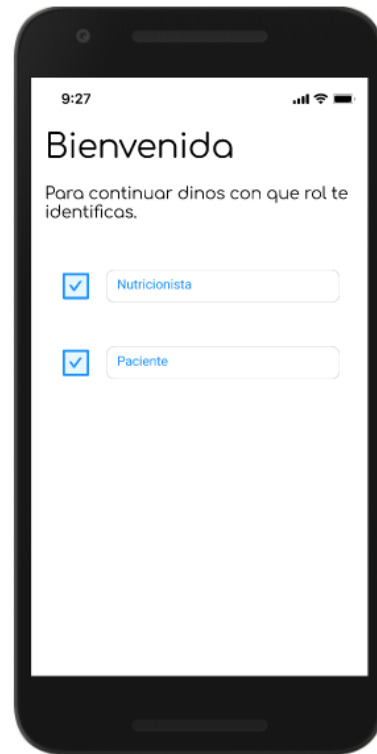 9:27
Bienvenida
Para continuar dinos con que rol te
identificas.
Nutricionista
Paciente